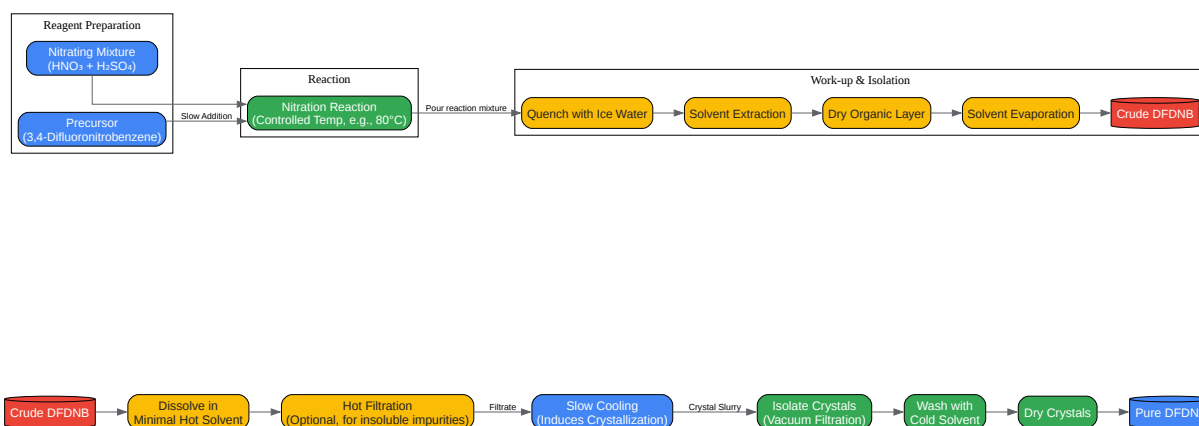 Reagent Preparation
Nitrating Mixture
(HNO₃ + H₂SO₄)
Precursor
(3,4-Difluoronitrobenzene)
Slow Addition
Reaction
Nitration Reaction
(Controlled Temp, e.g., 80°C)
Pour reaction mixture
Work-up & Isolation
Quench with Ice Water
Solvent Extraction
Dry Organic Layer
Solvent Evaporation
Crude DFDNB
Crude DFDNB
Dissolve in
Minimal Hot Solvent
Hot Filtration
(Optional, for insoluble impurities)
Filtrate
Slow Cooling
(Induces Crystallization)
Crystal Slurry
Isolate Crystals
(Vacuum Filtration)
Wash with
Cold Solvent
Dry Crystals
Pure DFDN